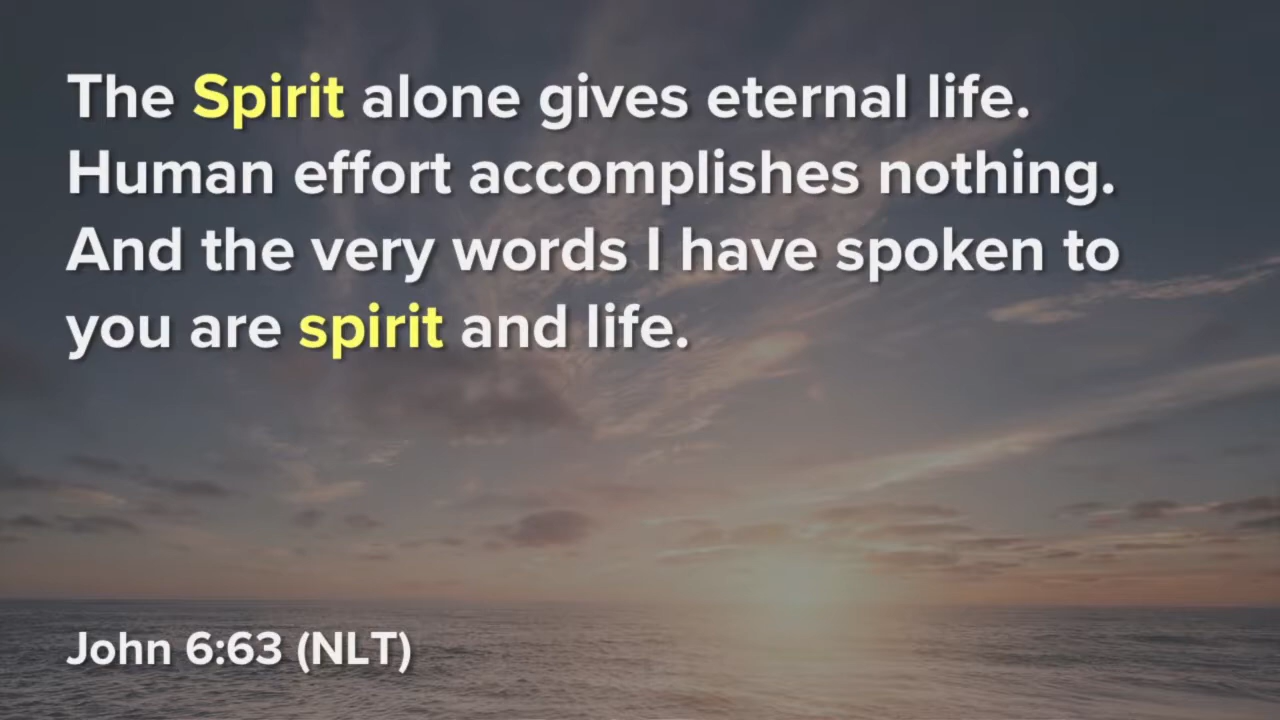 The Spirit alone gives eternal life.
Human effort accomplishes nothing.
And the very words I have spoken to
you are spirit and life.
John 6:63 (NLT)